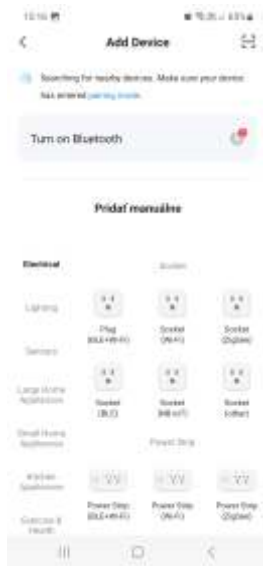 Add Device
Searching for nearby devices. Make sure your device
has entered pairing mode.
Turn on Bluetooth
Pridať manuálne
Electrical
Socket
Lighting
Plug
(BLE+Wi-Fi)
Socket
(Wi-Fi)
Socket
(Zigbee)
Sensors
Large Home
Appliances
Socket
(BLE)
Socket
(NB-IoT)
Socket
(other)
Small Home
Appliances
Power Strip
Kitchen
Appliances
Power Strip
(BLE+Wi-Fi)
Power Strip
(Wi-Fi)
Power Strip
(Zigbee)
Exercise &
Health